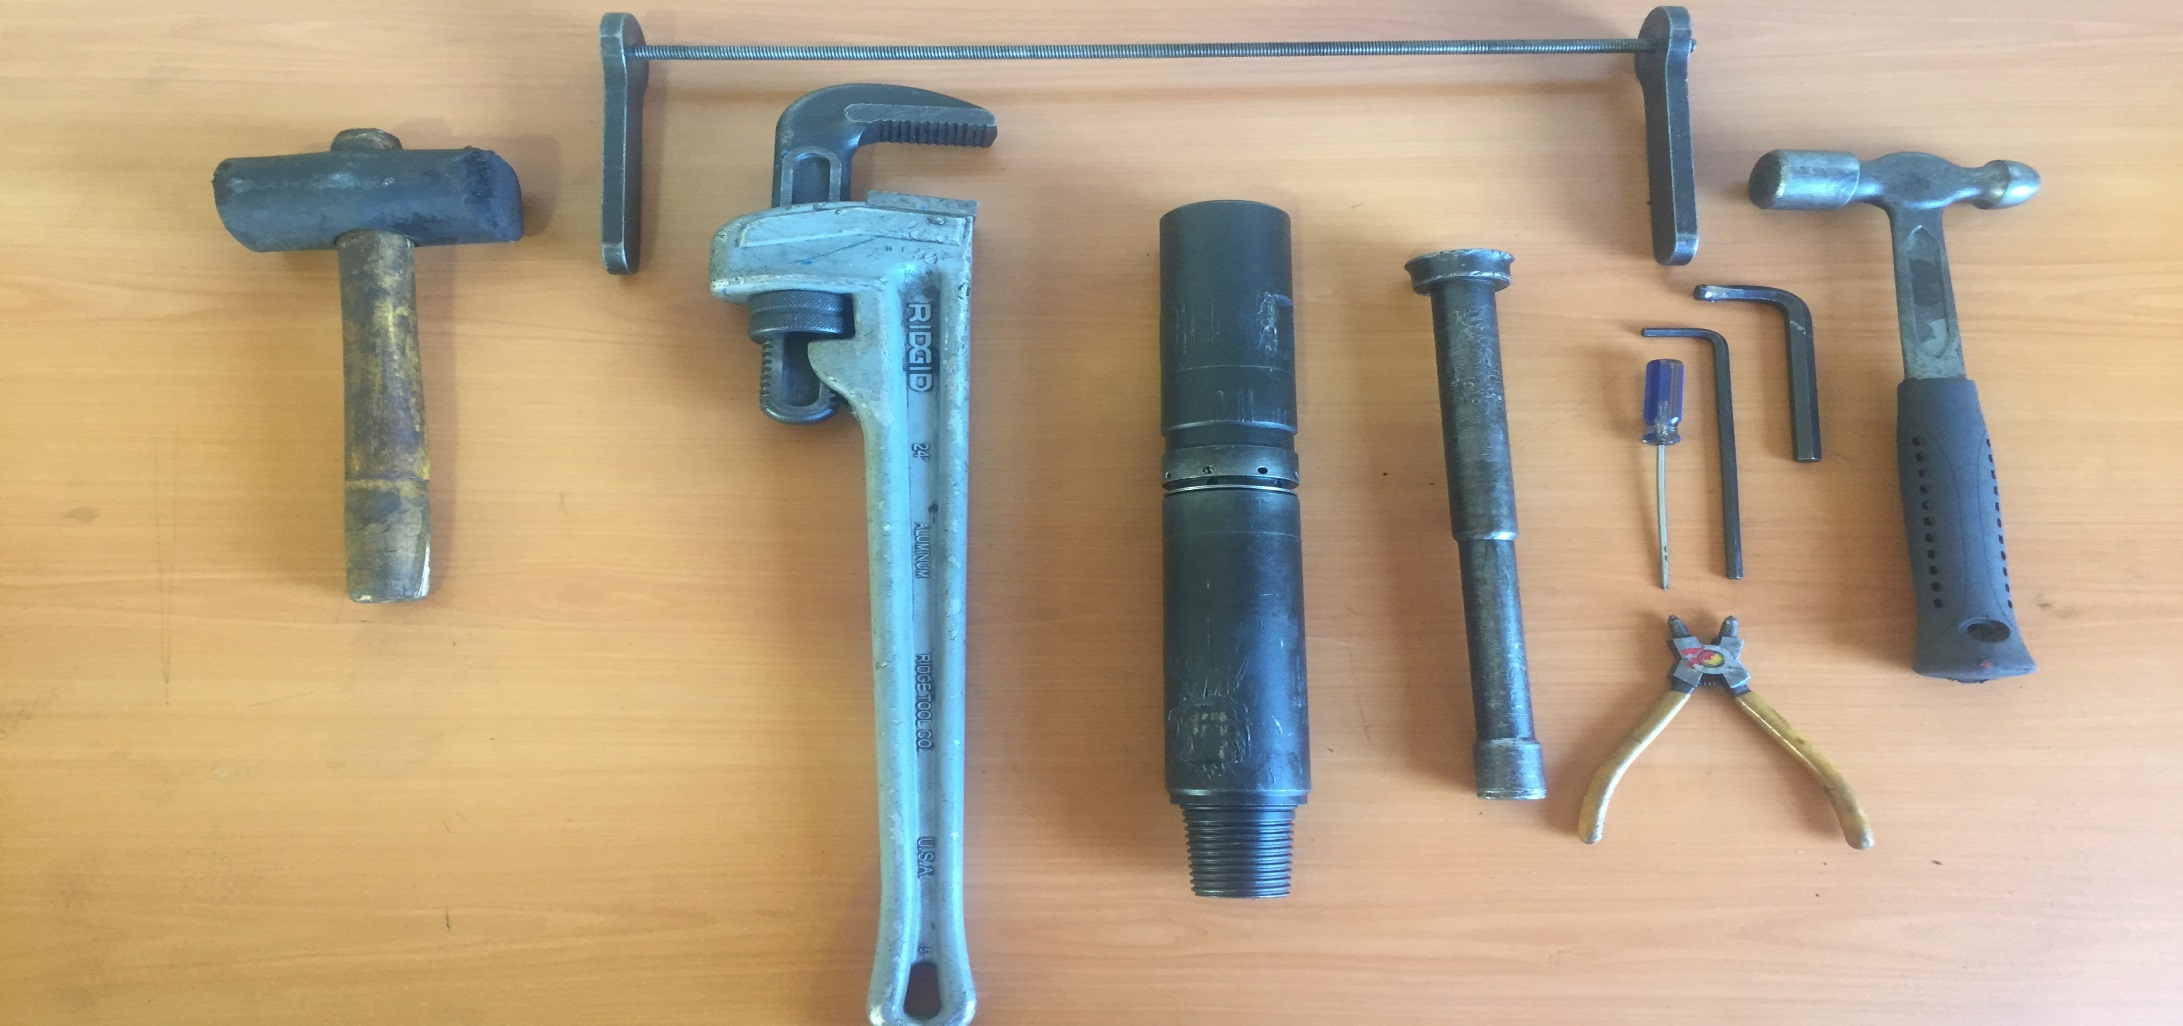 RIDGID
24"
ALUMINUM
RIDGE TOOL CO.
U.S.A.